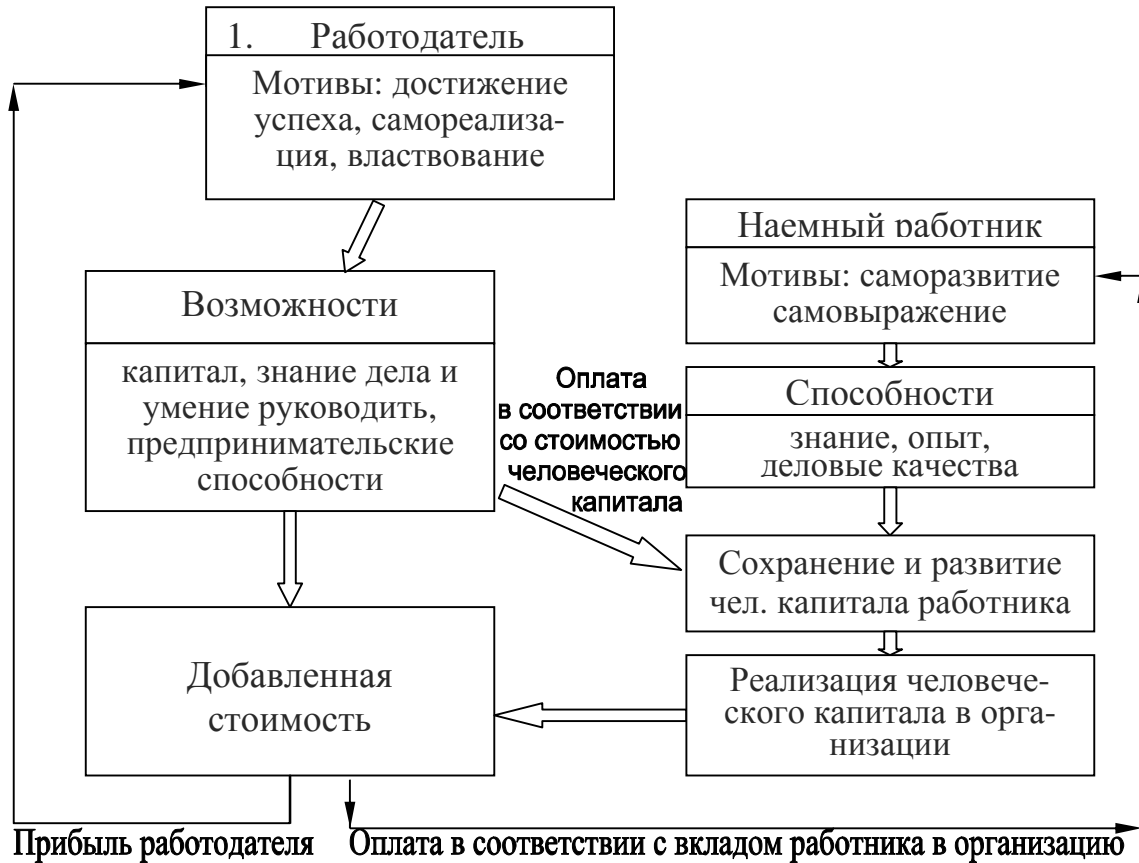 1. Работодатель
Мотивы: достижение
успеха, самореализа-
ция, властвование
Возможности
капитал, знание дела и
умение руководить,
предпринимательские
способности
Оплата
в соответствии
со стоимостью
человеческого
капитала
Наемный работник
Мотивы: саморазвитие
самовыражение
Способности
знание, опыт,
деловые качества
Сохранение и развитие
чел. капитала работника
Реализация человече-
ского капитала в орга-
низации
Добавленная
стоимость
Прибыль работодателя
Оплата в соответствии с вкладом работника в организацию